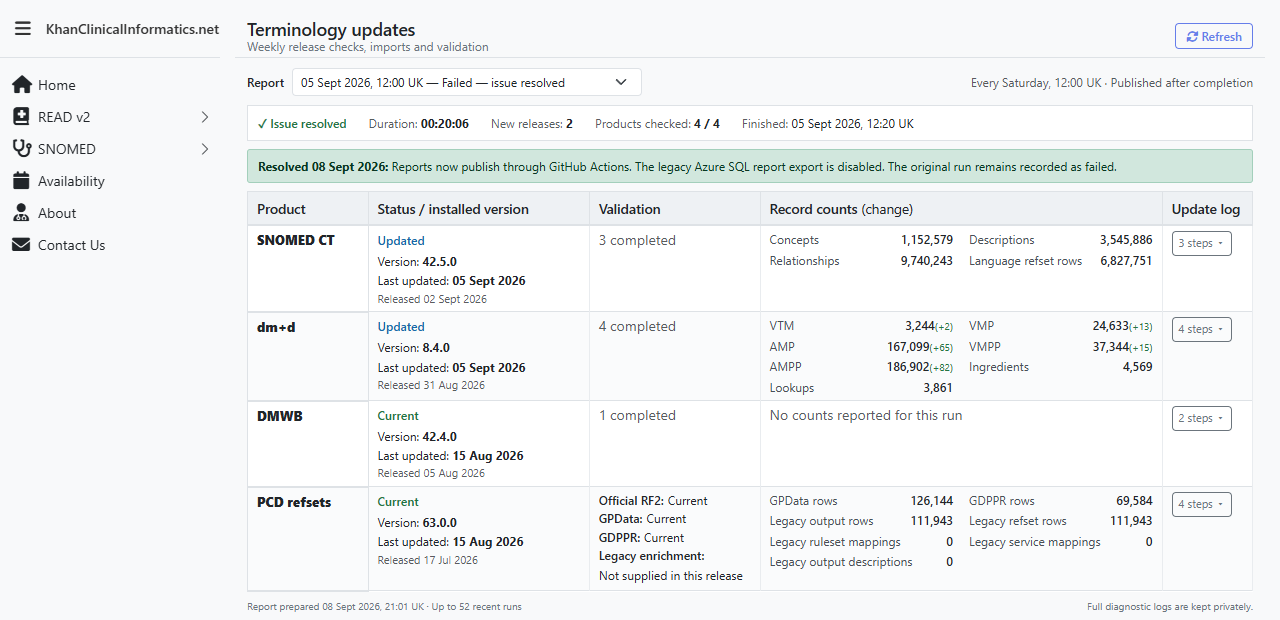 KhanClinicalInformatics.net
Terminology updates
Weekly release checks, imports and validation
Refresh
Home
READ v2
SNOMED
Availability
About
Contact Us
Report 05 Sept 2026, 12:00 UK — Failed — issue resolved
Every Saturday, 12:00 UK · Published after completion
✓ Issue resolved Duration: 00:20:06 New releases: 2 Products checked: 4 / 4 Finished: 05 Sept 2026, 12:20 UK
Resolved 08 Sept 2026: Reports now publish through GitHub Actions. The legacy Azure SQL report export is disabled. The original run remains recorded as failed.
Product Status / installed version Validation Record counts (change) Update log
SNOMED CT
Updated
Version: 42.5.0
Last updated: 05 Sept 2026
Released 02 Sept 2026
3 completed
Concepts 1,152,579 Descriptions 3,545,886
Relationships 9,740,243 Language refset rows 6,827,751
3 steps
dm+d
Updated
Version: 8.4.0
Last updated: 05 Sept 2026
Released 31 Aug 2026
4 completed
VTM 3,244(+2) VMP 24,633(+13)
AMP 167,099(+65) VMPP 37,344(+15)
AMPP 186,902(+82) Ingredients 4,569
Lookups 3,861
4 steps
DMWB
Current
Version: 42.4.0
Last updated: 15 Aug 2026
Released 05 Aug 2026
1 completed
No counts reported for this run
2 steps
PCD refsets
Current
Version: 63.0.0
Last updated: 15 Aug 2026
Released 17 Jul 2026
Official RF2: Current
GPData: Current
GDPPR: Current
Legacy enrichment:
Not supplied in this release
GPData rows 126,144 GDPPR rows 69,584
Legacy output rows 111,943 Legacy refset rows 111,943
Legacy ruleset mappings 0 Legacy service mappings 0
Legacy output descriptions 0
4 steps
Report prepared 08 Sept 2026, 21:01 UK · Up to 52 recent runs
Full diagnostic logs are kept privately.